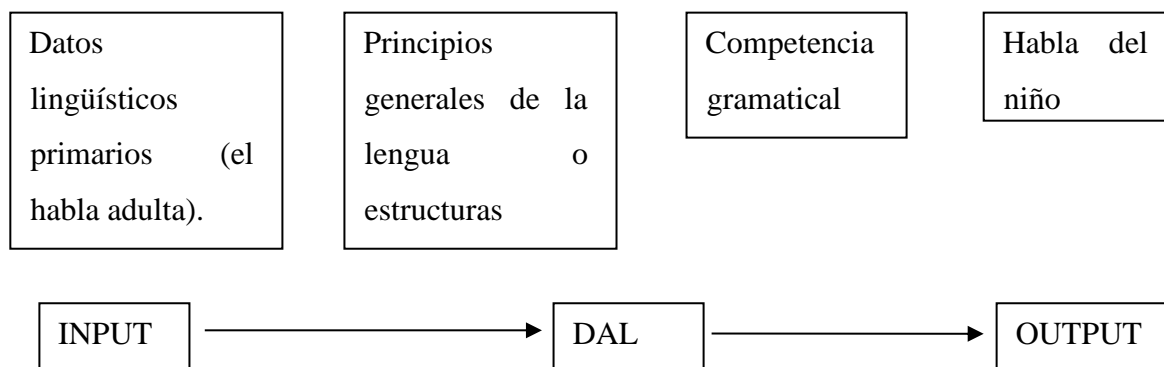 Datos
lingüísticos
primarios (el
habla adulta).
Principios
generales de la
lengua o
estructuras
Competencia
gramatical
Habla del
niño
INPUT
DAL
OUTPUT